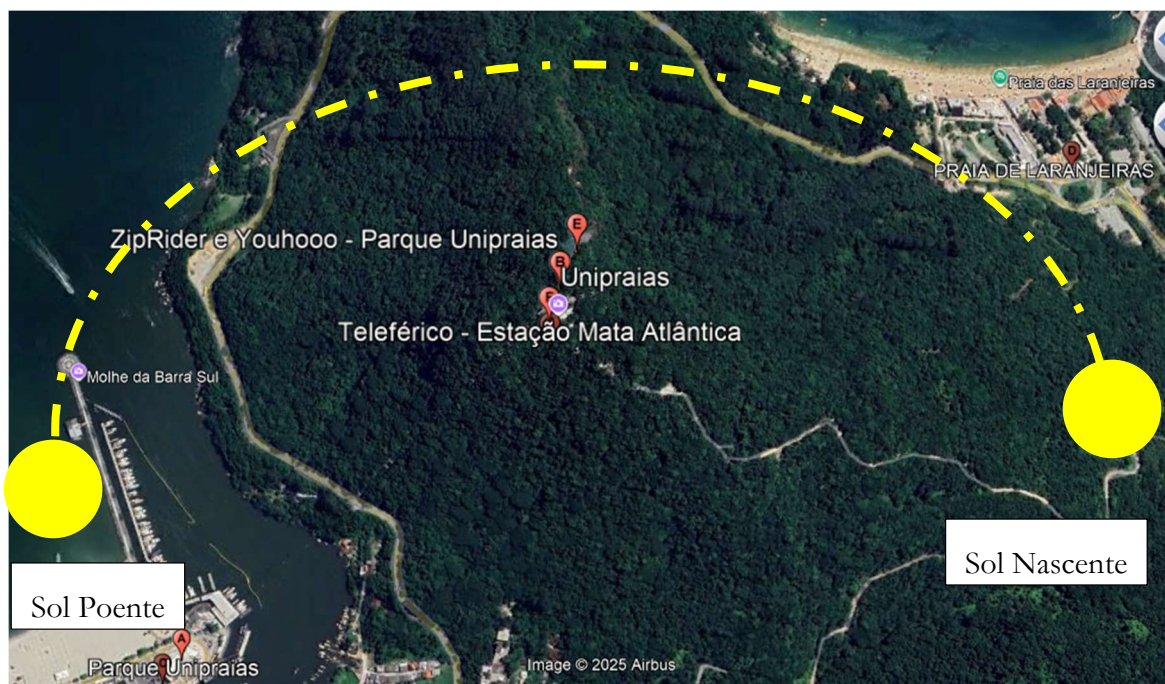 Praia das Laranjeiras
D
PRAIA DE LARANJEIRAS
E
ZipRider e Youhooo - Parque Unipraias
B
Unipraias
Teleférico - Estação Mata Atlântica
Molhe da Barra Sul
Sol Nascente
Sol Poente
A
Parque Unipraias
Image © 2025 Airbus